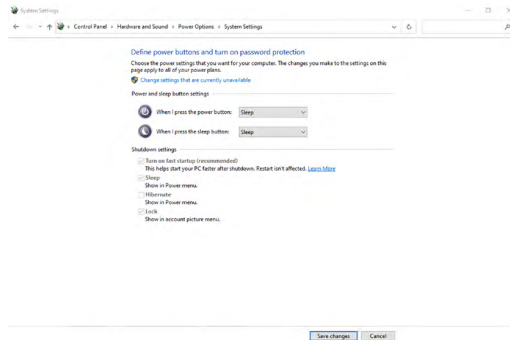 System Settings
Control Panel > Hardware and Sound > Power Options > System Settings
Define power buttons and turn on password protection
Choose the power settings that you want for your computer. The changes you make to the settings on this
page apply to all of your power plans.
Change settings that are currently unavailable
Power and sleep button settings
When I press the power button: Sleep
When I press the sleep button: Sleep
Shutdown settings
Turn on fast startup (recommended)
This helps start your PC faster after shutdown. Restart isn't affected. Learn More
Sleep
Show in Power menu.
Hibernate
Show in Power menu.
Lock
Show in account picture menu.
Save changes Cancel